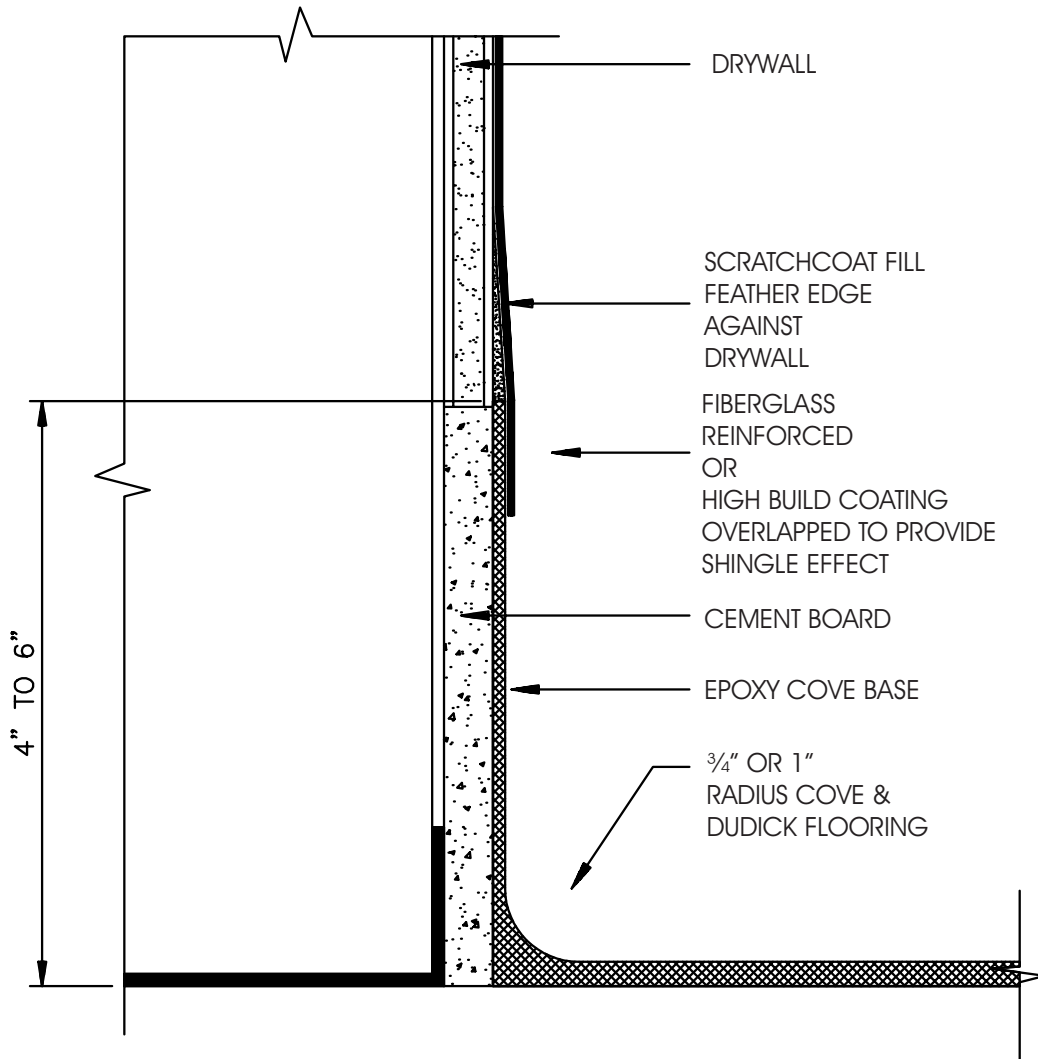 DRYWALL
SCRATCHCOAT FILL
FEATHER EDGE
AGAINST
DRYWALL
FIBERGLASS
REINFORCED
OR
HIGH BUILD COATING
OVERLAPPED TO PROVIDE
SHINGLE EFFECT
CEMENT BOARD
4” TO 6”
EPOXY COVE BASE
¾” OR 1”
RADIUS COVE &
DUDICK FLOORING